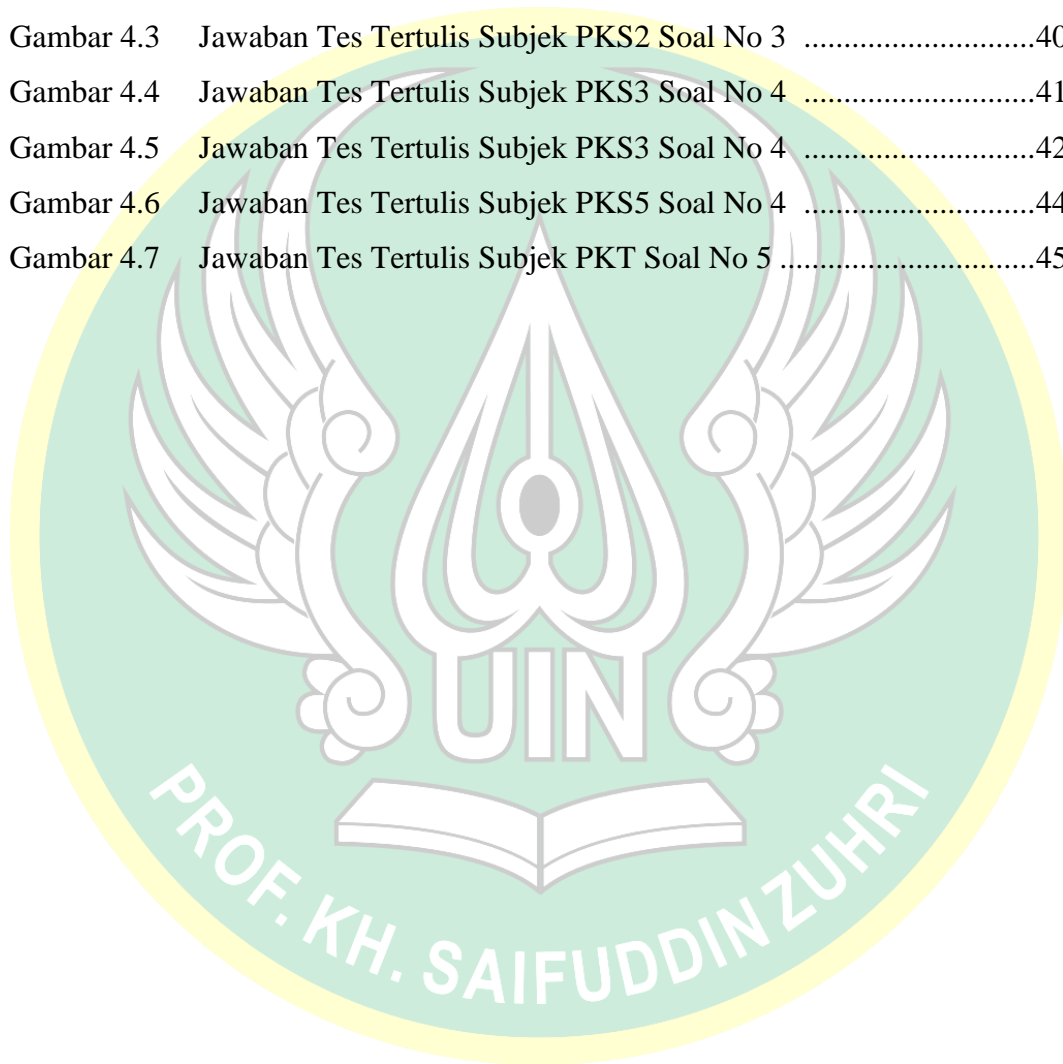 Gambar 4.3 Jawaban Tes Tertulis Subjek PKS2 Soal No 3 .............................40
Gambar 4.4 Jawaban Tes Tertulis Subjek PKS3 Soal No 4 .............................41
Gambar 4.5 Jawaban Tes Tertulis Subjek PKS3 Soal No 4 .............................42
Gambar 4.6 Jawaban Tes Tertulis Subjek PKS5 Soal No 4 .............................44
Gambar 4.7 Jawaban Tes Tertulis Subjek PKT Soal No 5 ................................45
UIN
PROF. KH. SAIFUDDIN ZUHRI